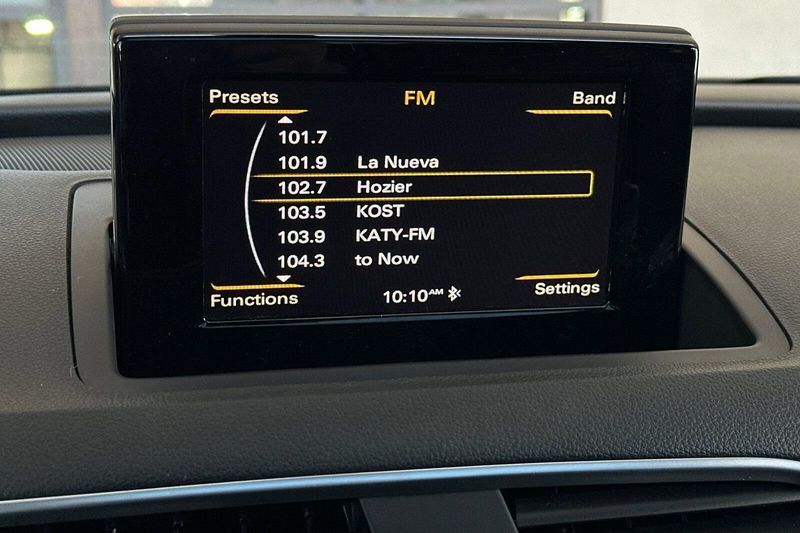 Presets FM Band
101.7
101.9 La Nueva
102.7 Hozier
103.5 KOST
103.9 KATY-FM
104.3 to Now
Functions 10:10AM Settings